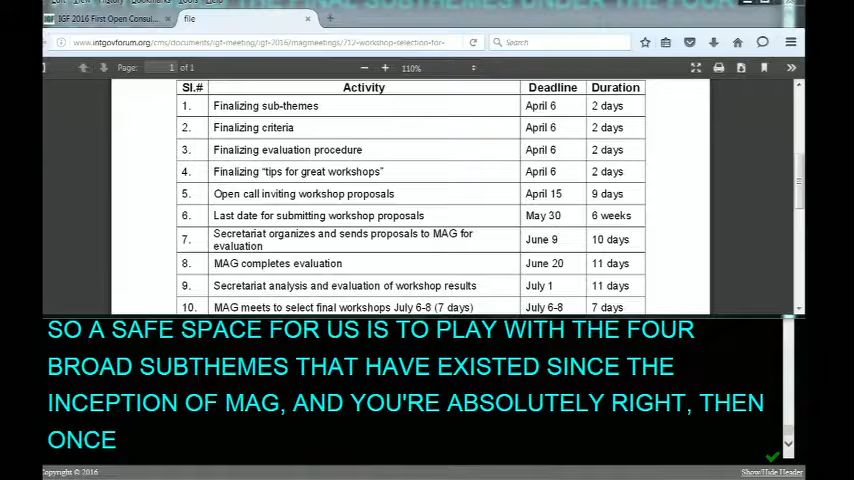 Edit View History Bookmarks Tools Help
IGF 2016 First Open Consul... × file × +
www.intgovforum.org/cms/documents/igf-meeting/igf-2016/magmeetings/712-workshop-selection-for- Search
Page: 1 of 1 110%
Sl.# Activity Deadline Duration
1. Finalizing sub-themes April 6 2 days
2. Finalizing criteria April 6 2 days
3. Finalizing evaluation procedure April 6 2 days
4. Finalizing “tips for great workshops” April 6 2 days
5. Open call inviting workshop proposals April 15 9 days
6. Last date for submitting workshop proposals May 30 6 weeks
7. Secretariat organizes and sends proposals to MAG for
evaluation June 9 10 days
8. MAG completes evaluation June 20 11 days
9. Secretariat analysis and evaluation of workshop results July 1 11 days
10. MAG meets to select final workshops July 6-8 (7 days) July 6-8 7 days
SO A SAFE SPACE FOR US IS TO PLAY WITH THE FOUR
BROAD SUBTHEMES THAT HAVE EXISTED SINCE THE
INCEPTION OF MAG, AND YOU'RE ABSOLUTELY RIGHT, THEN
ONCE
opyright © 2016 Show/Hide Header